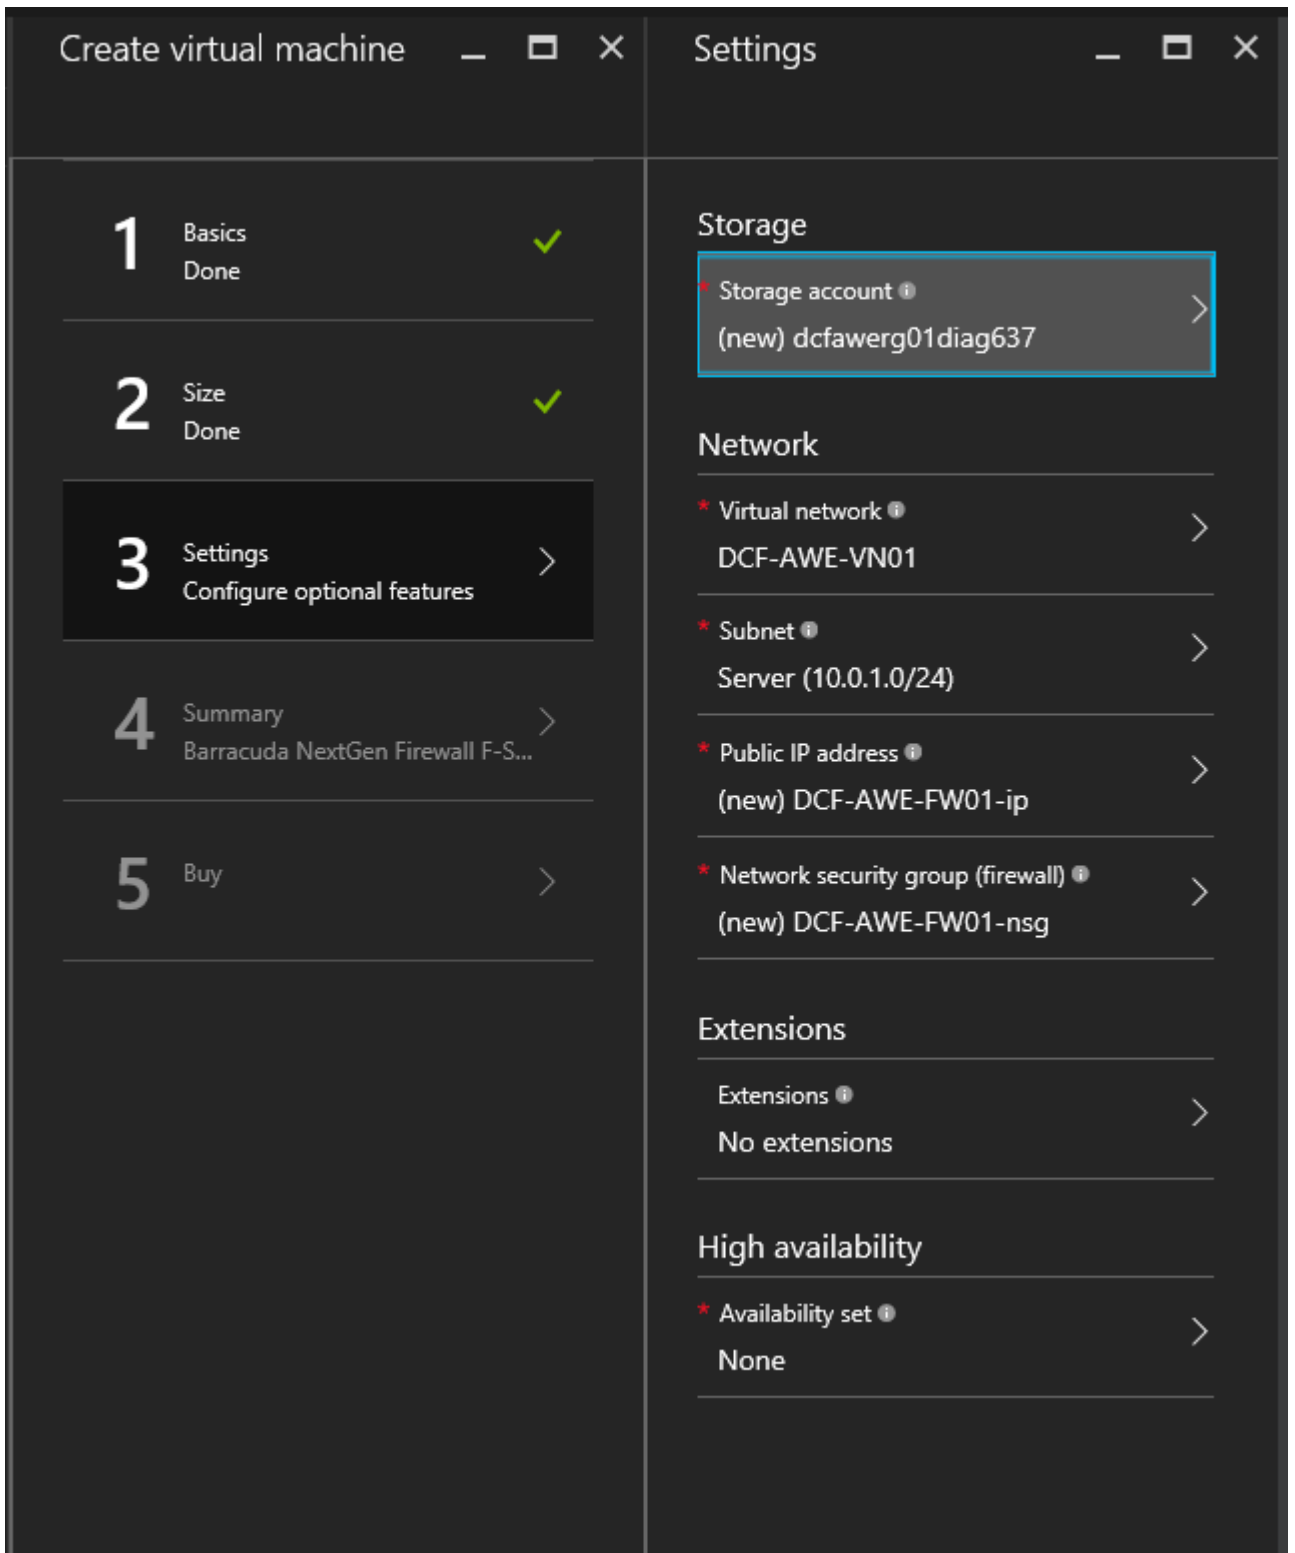 Create virtual machine
1
Basics
Done
2
Size
Done
3
Settings
Configure optional features
4
Summary
Barracuda NextGen Firewall F-S...
5
Buy
Settings
Storage
* Storage account
(new) dcfawerg01diag637
Network
* Virtual network
DCF-AWE-VN01
* Subnet
Server (10.0.1.0/24)
* Public IP address
(new) DCF-AWE-FW01-ip
* Network security group (firewall)
(new) DCF-AWE-FW01-nsg
Extensions
Extensions
No extensions
High availability
* Availability set
None